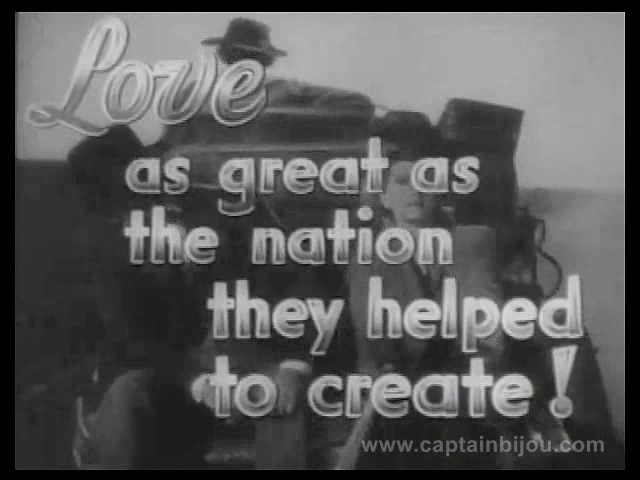 Love
as great as
the nation
they helped
to create!
www.captainbijou.com